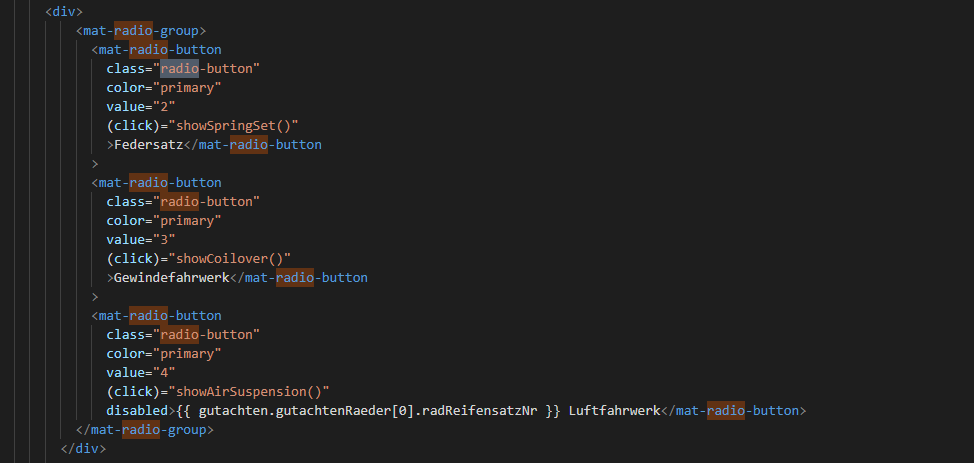 <div>
<mat-radio-group>
<mat-radio-button
class="radio-button"
color="primary"
value="2"
(click)="showSpringSet()"
>Federsatz</mat-radio-button
>
<mat-radio-button
class="radio-button"
color="primary"
value="3"
(click)="showCoilover()"
>Gewindefahrwerk</mat-radio-button
>
<mat-radio-button
class="radio-button"
color="primary"
value="4"
(click)="showAirSuspension()"
disabled>{{ gutachten.gutachtenRaeder[0].radReifensatzNr }} Luftfahrwerk</mat-radio-button>
</mat-radio-group>
</div>